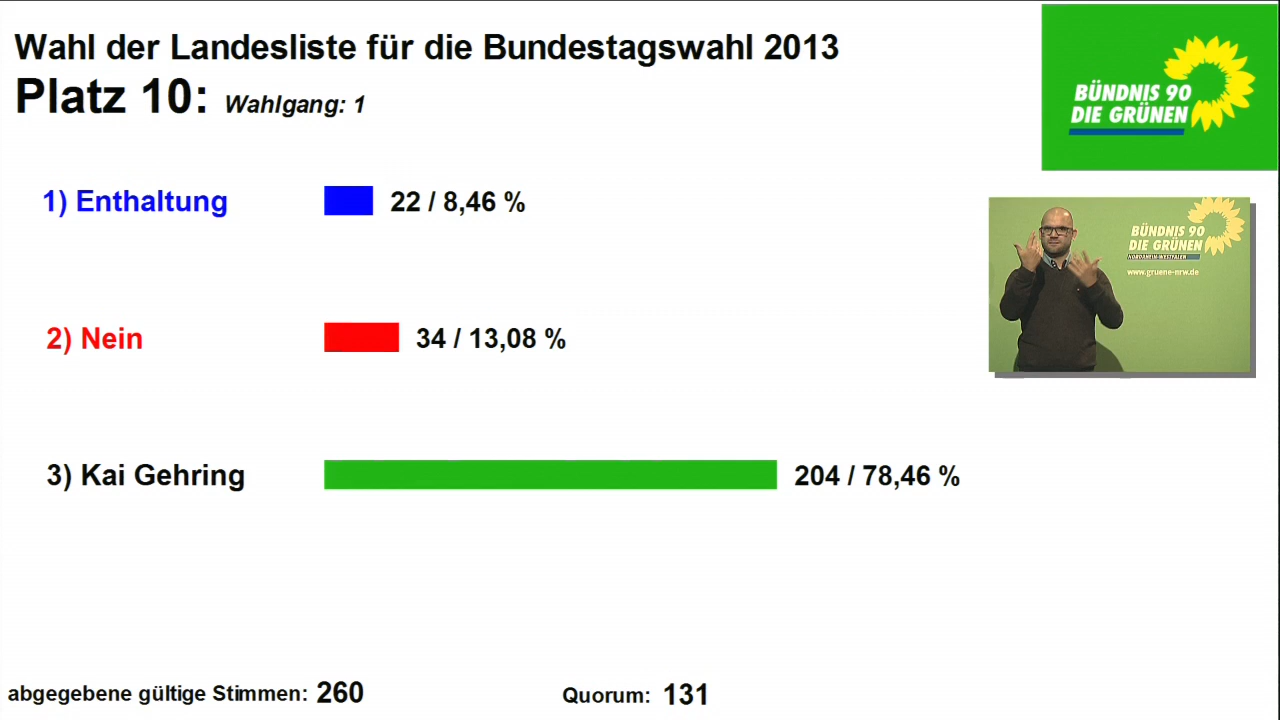 Wahl der Landesliste für die Bundestagswahl 2013
Platz 10: Wahlgang: 1
BÜNDNIS 90
DIE GRÜNEN
1) Enthaltung 22 / 8,46 %
BÜNDNIS 90
DIE GRÜNEN
NORDRHEIN-WESTFALEN
www.gruene-nrw.de
2) Nein 34 / 13,08 %
3) Kai Gehring 204 / 78,46 %
abgegebene gültige Stimmen: 260 Quorum: 131